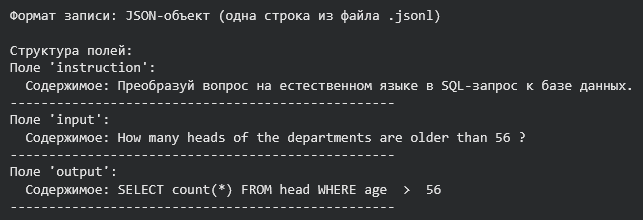 Формат записи: JSON-объект (одна строка из файла .jsonl)
Структура полей:
Поле 'instruction':
Содержимое: Преобразуй вопрос на естественном языке в SQL-запрос к базе данных.
--------------------------------------------------
Поле 'input':
Содержимое: How many heads of the departments are older than 56 ?
--------------------------------------------------
Поле 'output':
Содержимое: SELECT count(*) FROM head WHERE age  >  56
--------------------------------------------------